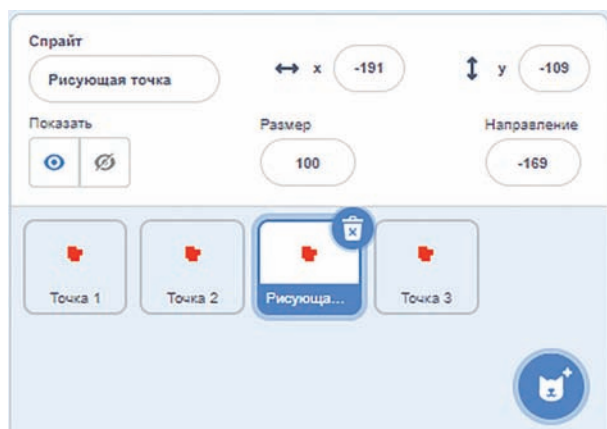 Спрайт
Рисующая точка
x -191
y -109
Показать
Размер
100
Направление
-169
Точка 1
Точка 2
Рисующа...
Точка 3